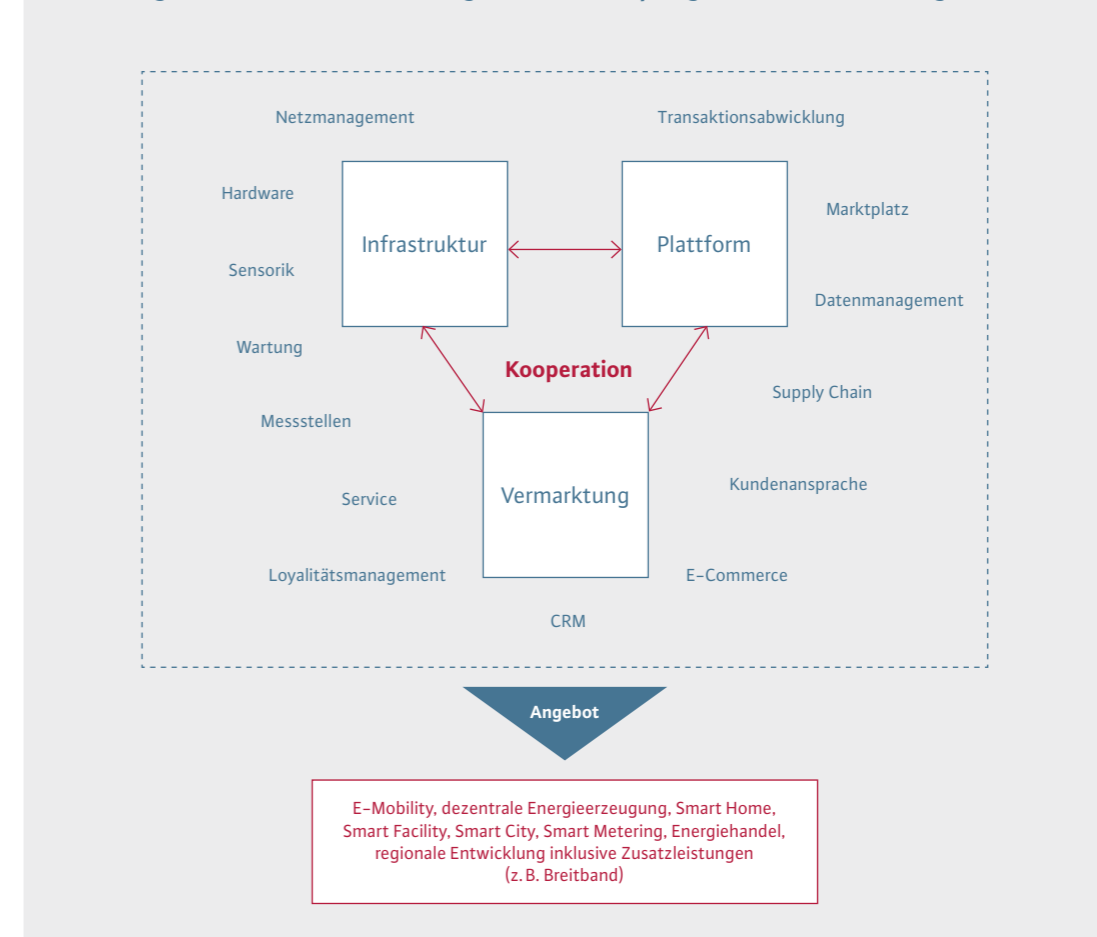 Netzmanagement
Transaktionsabwicklung
Hardware
Marktplatz
Infrastruktur
Plattform
Sensorik
Datenmanagement
Wartung
Kooperation
Supply Chain
Messstellen
Kundenansprache
Service
Vermarktung
Loyalitätsmanagement
E-Commerce
CRM
Angebot
E-Mobility, dezentrale Energieerzeugung, Smart Home,
Smart Facility, Smart City, Smart Metering, Energiehandel,
regionale Entwicklung inklusive Zusatzleistungen
(z. B. Breitband)